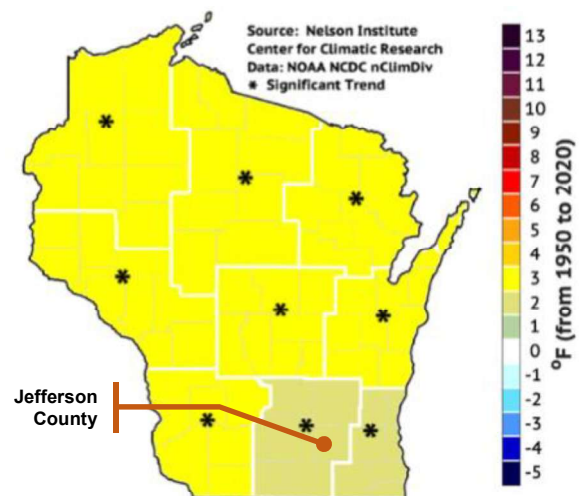 Source: Nelson Institute
Center for Climatic Research
Data: NOAA NCDC nClimDiv
* Significant Trend
Jefferson
County
13
12
11
10
9
8
7
6
5
4
3
2
1
0
-1
-2
-3
-4
-5
°F (from 1950 to 2020)